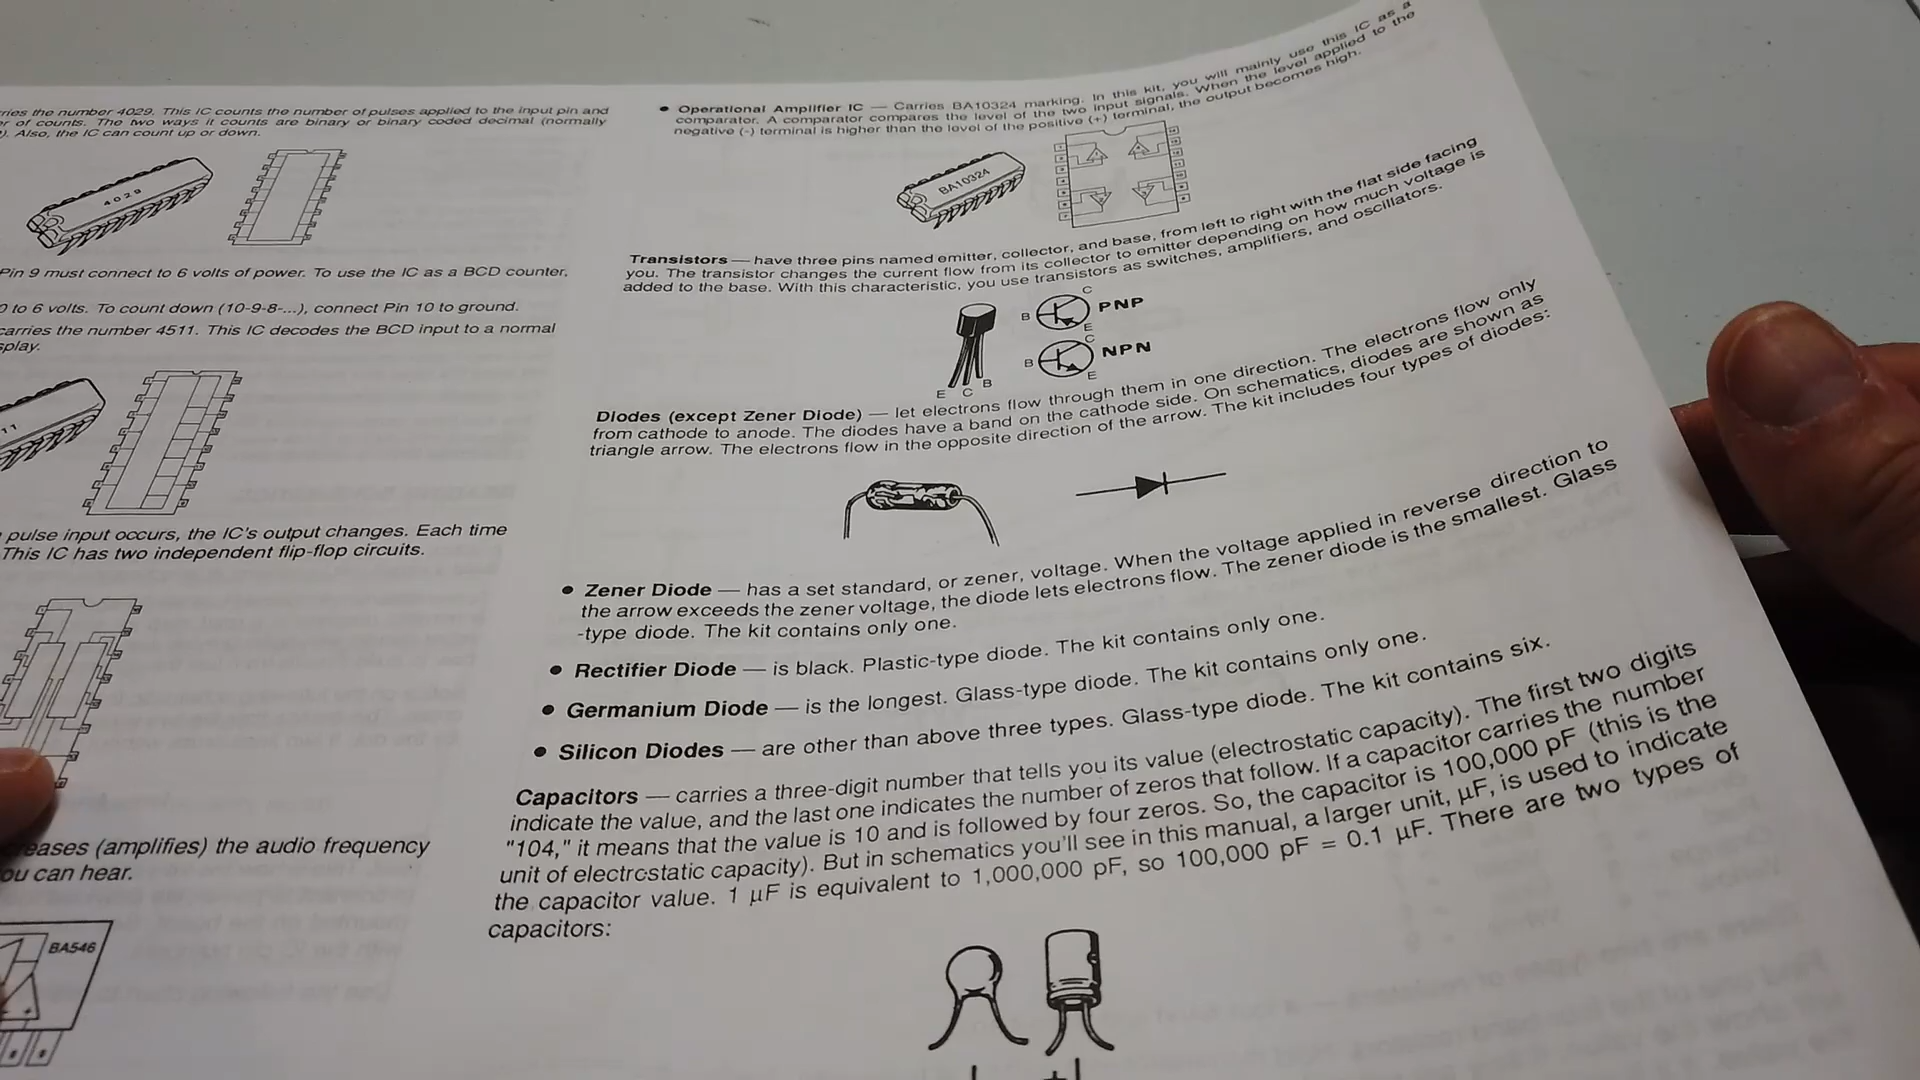 ries the number 4029. This IC counts the number of pulses applied to the input pin and
r of counts. The two ways it counts are binary or binary coded decimal (normally
). Also, the IC can count up or down.
4029
Pin 9 must connect to 6 volts of power. To use the IC as a BCD counter,
0 to 6 volts. To count down (10-9-8-...), connect Pin 10 to ground.
carries the number 4511. This IC decodes the BCD input to a normal
splay.
11
pulse input occurs, the IC's output changes. Each time
This IC has two independent flip-flop circuits.
reases (amplifies) the audio frequency
ou can hear.
BA546
• Operational Amplifier IC — Carries BA10324 marking. In this kit, you will mainly use this IC as a
comparator. A comparator compares the level of the two input signals. When the level applied to the
negative (-) terminal is higher than the level of the positive (+) terminal, the output becomes high.
BA10324
Transistors — have three pins named emitter, collector, and base, from left to right with the flat side facing
you. The transistor changes the current flow from its collector to emitter depending on how much voltage is
added to the base. With this characteristic, you use transistors as switches, amplifiers, and oscillators.
C
B PNP
E
C
B NPN
E
E C B
Diodes (except Zener Diode) — let electrons flow through them in one direction. The electrons flow only
from cathode to anode. The diodes have a band on the cathode side. On schematics, diodes are shown as
triangle arrow. The electrons flow in the opposite direction of the arrow. The kit includes four types of diodes:
• Zener Diode — has a set standard, or zener, voltage. When the voltage applied in reverse direction to
the arrow exceeds the zener voltage, the diode lets electrons flow. The zener diode is the smallest. Glass
-type diode. The kit contains only one.
• Rectifier Diode — is black. Plastic-type diode. The kit contains only one.
• Germanium Diode — is the longest. Glass-type diode. The kit contains only one.
• Silicon Diodes — are other than above three types. Glass-type diode. The kit contains six.
Capacitors — carries a three-digit number that tells you its value (electrostatic capacity). The first two digits
indicate the value, and the last one indicates the number of zeros that follow. If a capacitor carries the number
"104," it means that the value is 10 and is followed by four zeros. So, the capacitor is 100,000 pF (this is the
unit of electrcstatic capacity). But in schematics you'll see in this manual, a larger unit, µF, is used to indicate
the capacitor value. 1 µF is equivalent to 1,000,000 pF, so 100,000 pF = 0.1 µF. There are two types of
capacitors: